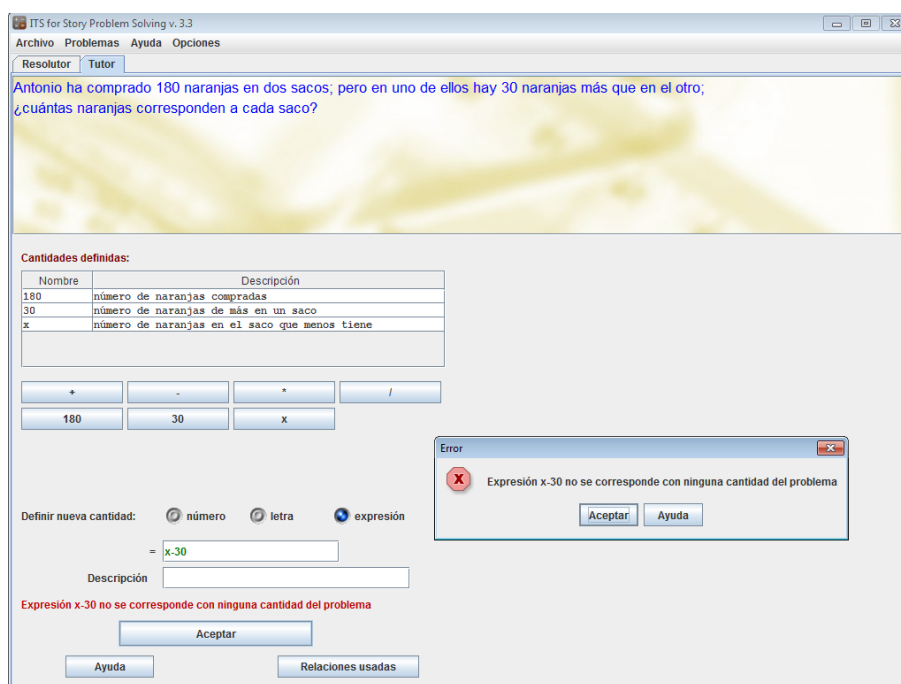 ITS for Story Problem Solving v. 3.3
Archivo Problemas Ayuda Opciones
Resolutor Tutor
Antonio ha comprado 180 naranjas en dos sacos; pero en uno de ellos hay 30 naranjas más que en el otro;
¿cuántas naranjas corresponden a cada saco?
Cantidades definidas:
Nombre Descripción
180 número de naranjas compradas
30 número de naranjas de más en un saco
x número de naranjas en el saco que menos tiene
+ - * /
180 30 x
Error
Expresión x-30 no se corresponde con ninguna cantidad del problema
Aceptar Ayuda
Definir nueva cantidad: número letra expresión
= x-30
Descripción
Expresión x-30 no se corresponde con ninguna cantidad del problema
Aceptar
Ayuda Relaciones usadas